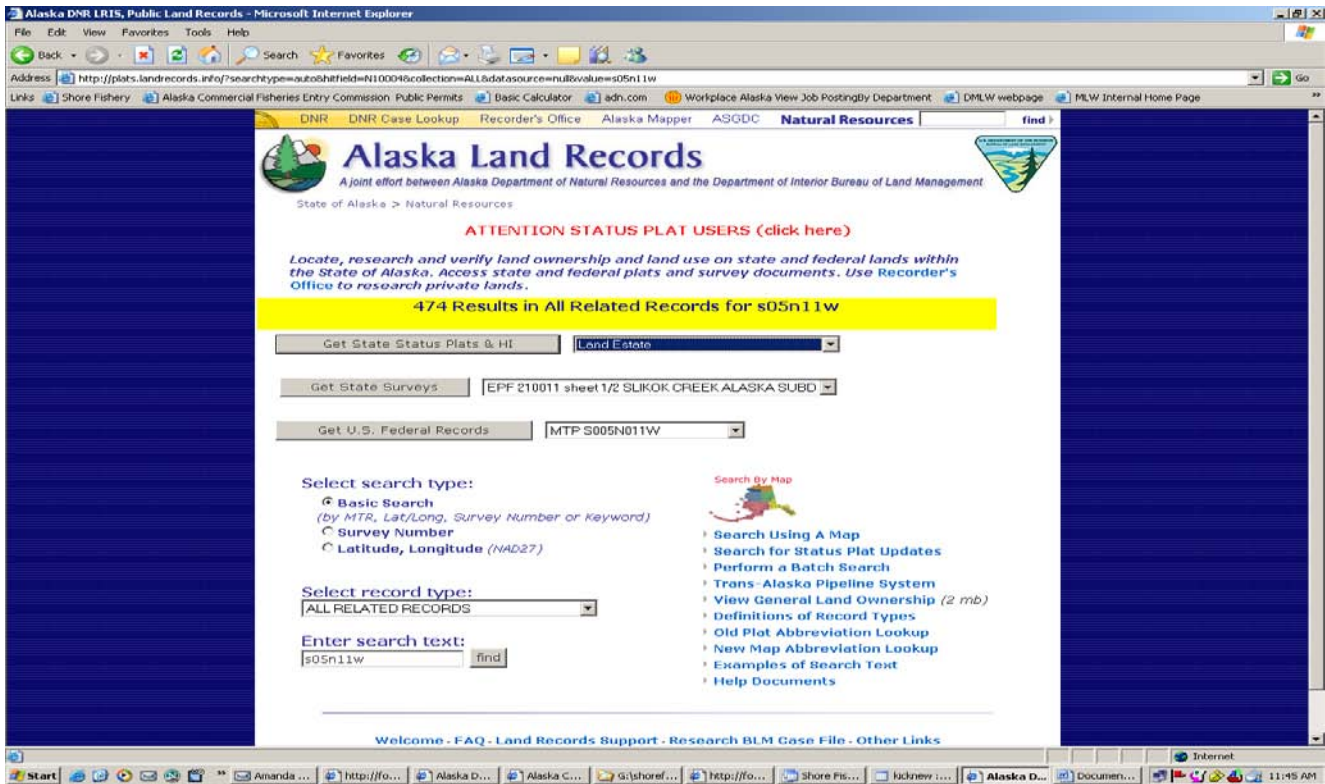 Alaska DNR LRIS, Public Land Records - Microsoft Internet Explorer
File Edit View Favorites Tools Help
Back Search Favorites
Address http://plats.landrecords.info/?searchtype=auto&hitfield=N10004&collection=ALL&datasource=null&value=s05n11w Go
Links Shore Fishery Alaska Commercial Fisheries Entry Commission Public Permits Basic Calculator adn.com Workplace Alaska View Job PostingBy Department DMLW webpage MLW Internal Home Page
DNR DNR Case Lookup Recorder's Office Alaska Mapper ASGDC Natural Resources find
Alaska Land Records
A joint effort between Alaska Department of Natural Resources and the Department of Interior Bureau of Land Management
State of Alaska > Natural Resources
ATTENTION STATUS PLAT USERS (click here)
Locate, research and verify land ownership and land use on state and federal lands within
the State of Alaska. Access state and federal plats and survey documents. Use Recorder's
Office to research private lands.
474 Results in All Related Records for s05n11w
Get State Status Plats & HI Land Estate
Get State Surveys EPF 210011 sheet 1/2 SLIKOK CREEK ALASKA SUBD
Get U.S. Federal Records MTP S005N011W
Select search type:
Basic Search
(by MTR, Lat/Long, Survey Number or Keyword)
Survey Number
Latitude, Longitude (NAD27)
Select record type:
ALL RELATED RECORDS
Enter search text:
s05n11w find
Search By Map
Search Using A Map
Search for Status Plat Updates
Perform a Batch Search
Trans-Alaska Pipeline System
View General Land Ownership (2 mb)
Definitions of Record Types
Old Plat Abbreviation Lookup
New Map Abbreviation Lookup
Examples of Search Text
Help Documents
Welcome - FAQ - Land Records Support - Research BLM Case File - Other Links
Internet
Start Amanda ... http://fo... Alaska D... Alaska C... G:\shoref... http://fo... Shore Fis... kicknew :... Alaska D... Documen... 11:45 AM